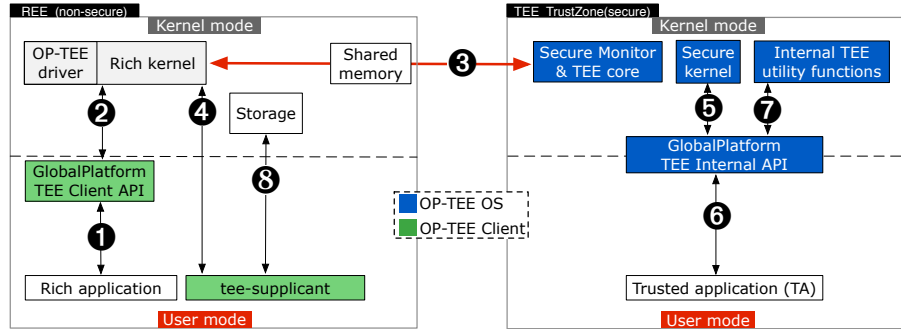 REE (non-secure)
Kernel mode
OP-TEE
driver
Rich kernel
Shared
memory
Storage
2
4
8
GlobalPlatform
TEE Client API
1
Rich application
tee-supplicant
User mode
3
OP-TEE OS
OP-TEE Client
TEE TrustZone(secure)
Kernel mode
Secure Monitor
& TEE core
Secure
kernel
Internal TEE
utility functions
5
7
GlobalPlatform
TEE Internal API
6
Trusted application (TA)
User mode